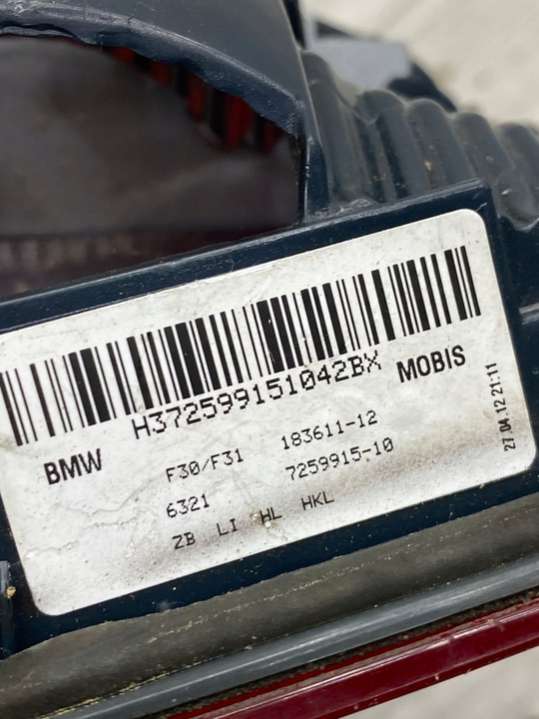 H372599151042BX
BMW
MOBIS
F30/F31 183611-12
6321 7259915-10
ZB LI HL HKL
27.04.12 21:11